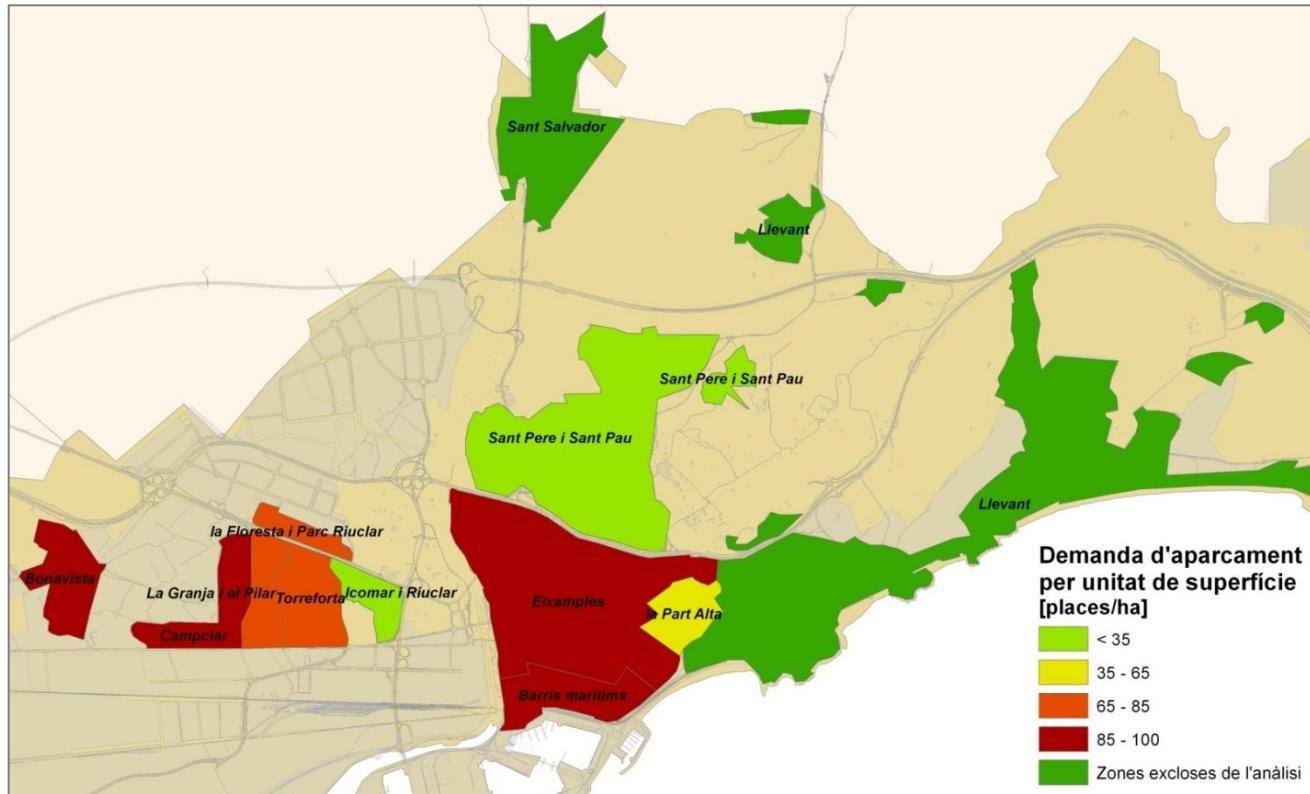 Sant Salvador
Llevant
Sant Pere i Sant Pau
Sant Pere i Sant Pau
Llevant
la Floresta i Parc Riuclar
Bonavista
La Granja i el Pilar
Torreforta
Icomar i Riuclar
Eixamples
la Part Alta
Campclar
Barris marítims
Demanda d'aparcament
per unitat de superfície
[places/ha]
< 35
35 - 65
65 - 85
85 - 100
Zones excloses de l'anàlisi